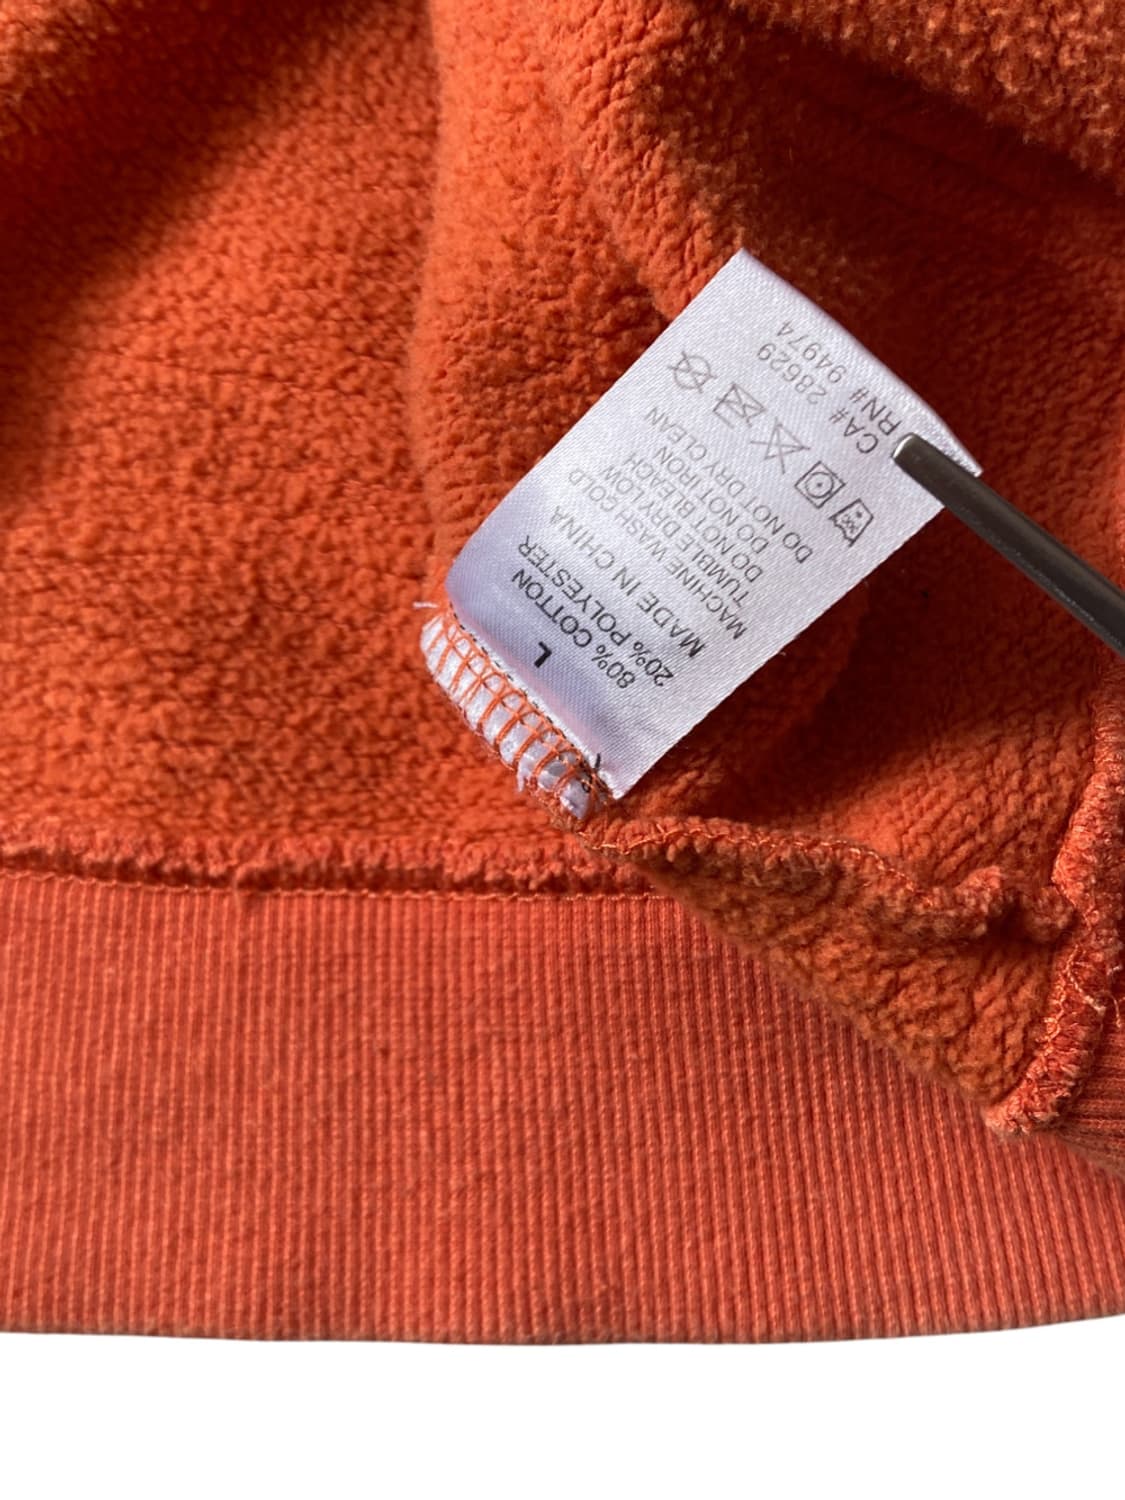 L
80% COTTON
20% POLYESTER
MADE IN CHINA
MACHINE WASH COLD
TUMBLE DRY LOW
DO NOT BLEACH
DO NOT IRON
DO NOT DRY CLEAN
CA# 28629
RN# 94974